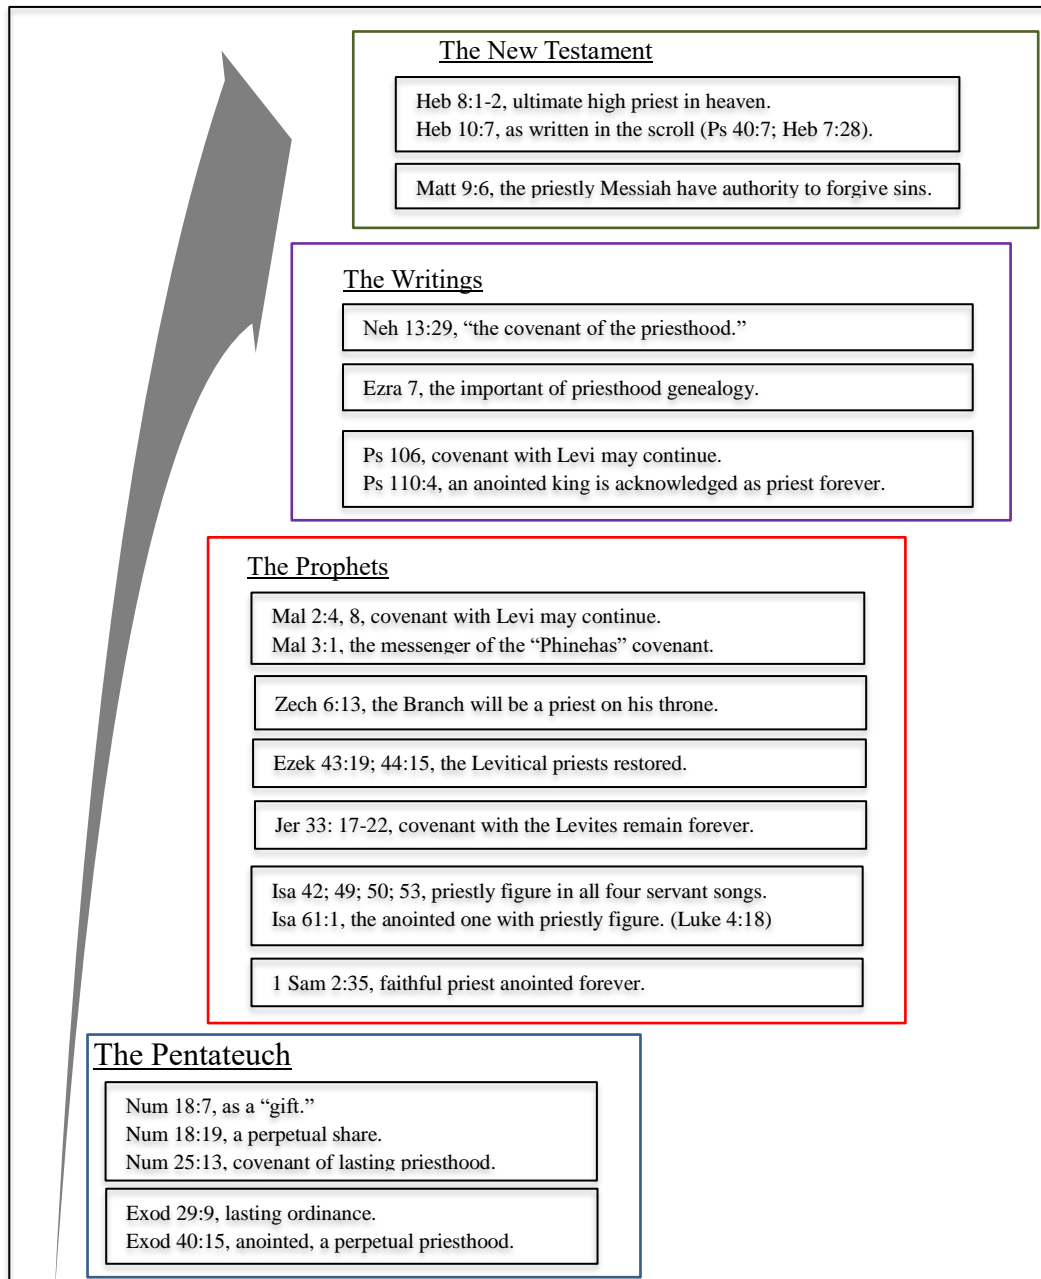 The New Testament
Heb 8:1-2, ultimate high priest in heaven.
Heb 10:7, as written in the scroll (Ps 40:7; Heb 7:28).
Matt 9:6, the priestly Messiah have authority to forgive sins.
The Writings
Neh 13:29, “the covenant of the priesthood.”
Ezra 7, the important of priesthood genealogy.
Ps 106, covenant with Levi may continue.
Ps 110:4, an anointed king is acknowledged as priest forever.
The Prophets
Mal 2:4, 8, covenant with Levi may continue.
Mal 3:1, the messenger of the “Phinehas” covenant.
Zech 6:13, the Branch will be a priest on his throne.
Ezek 43:19; 44:15, the Levitical priests restored.
Jer 33: 17-22, covenant with the Levites remain forever.
Isa 42; 49; 50; 53, priestly figure in all four servant songs.
Isa 61:1, the anointed one with priestly figure. (Luke 4:18)
1 Sam 2:35, faithful priest anointed forever.
The Pentateuch
Num 18:7, as a “gift.”
Num 18:19, a perpetual share.
Num 25:13, covenant of lasting priesthood.
Exod 29:9, lasting ordinance.
Exod 40:15, anointed, a perpetual priesthood.